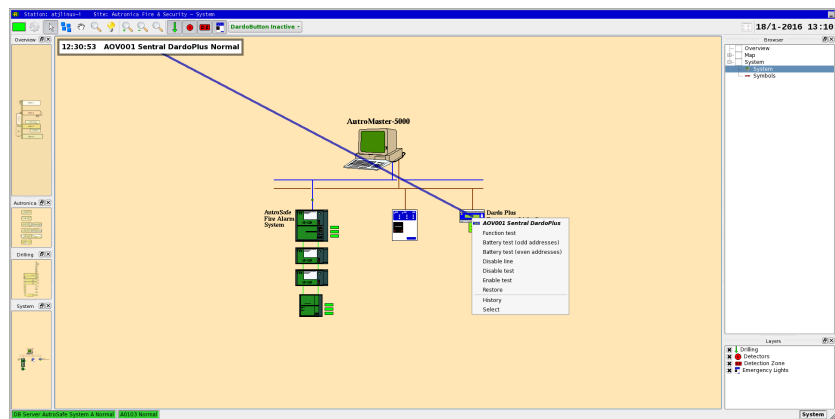 Station: atjlinux-1 Site: Autronica Fire & Security - System
DardoButton Inactive
18/1-2016 13:10
Overview
Autronica
Drilling
System
12:30:53 AOV001 Sentral DardoPlus Normal
AutroMaster-5000
AutroSafe
Fire Alarm
System
Dardo Plus
AOV001 Sentral DardoPlus
Function test
Battery test (odd addresses)
Battery test (even addresses)
Disable line
Disable test
Enable test
Restore
History
Select
Browser
Overview
Map
System
System
Symbols
Layers
Drilling
Detectors
Detection Zone
Emergency Lights
DB Server AutroSafe System A Normal
A0103 Normal
System